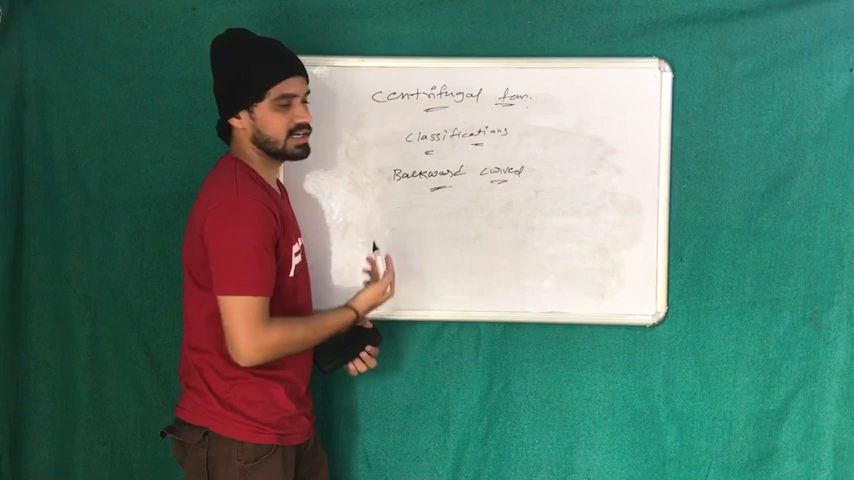 centrifugal fan.
classifications
Backward curved
F